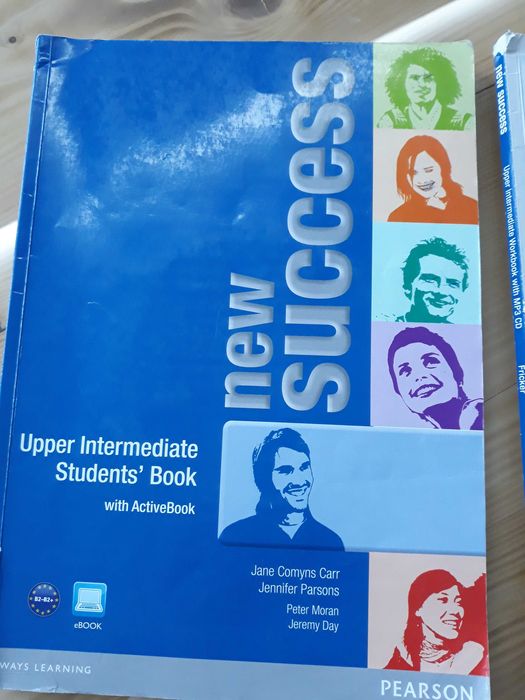 new
success
Upper Intermediate
Students' Book
with ActiveBook
Jane Comyns Carr
Jennifer Parsons
Peter Moran
Jeremy Day
B2-B2+
eBOOK
WAYS LEARNING
PEARSON
new success
Upper Intermediate Workbook with MP3 CD
Fricker